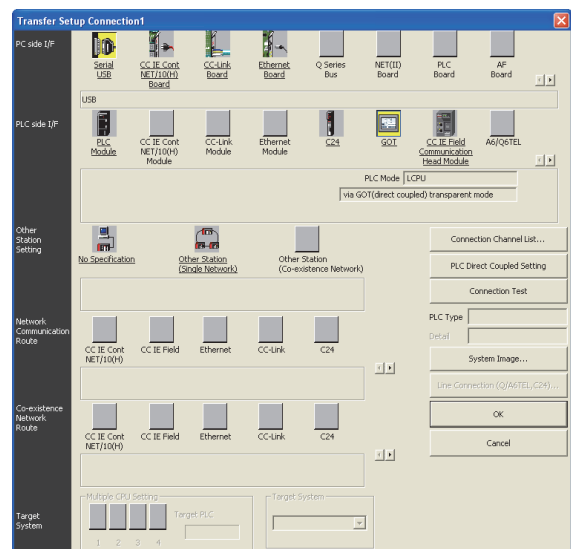 Transfer Setup Connection1
PC side I/F
Serial USB
CC IE Cont NET/10(H) Board
CC-Link Board
Ethernet Board
Q Series Bus
NET(II) Board
PLC Board
AF Board
USB
PLC side I/F
PLC Module
CC IE Cont NET/10(H) Module
CC-Link Module
Ethernet Module
C24
GOT
CC IE Field Communication Head Module
A6/Q6TEL
PLC Mode LCPU
via GOT(direct coupled) transparent mode
Other Station Setting
No Specification
Other Station (Single Network)
Other Station (Co-existence Network)
Connection Channel List...
PLC Direct Coupled Setting
Connection Test
PLC Type
Detail
System Image...
Line Connection (Q/A6TEL,C24)...
OK
Cancel
Network Communication Route
CC IE Cont NET/10(H)
CC IE Field
Ethernet
CC-Link
C24
Co-existence Network Route
CC IE Cont NET/10(H)
CC IE Field
Ethernet
CC-Link
C24
Target System
Multiple CPU Setting
1 2 3 4
Target PLC
Target System